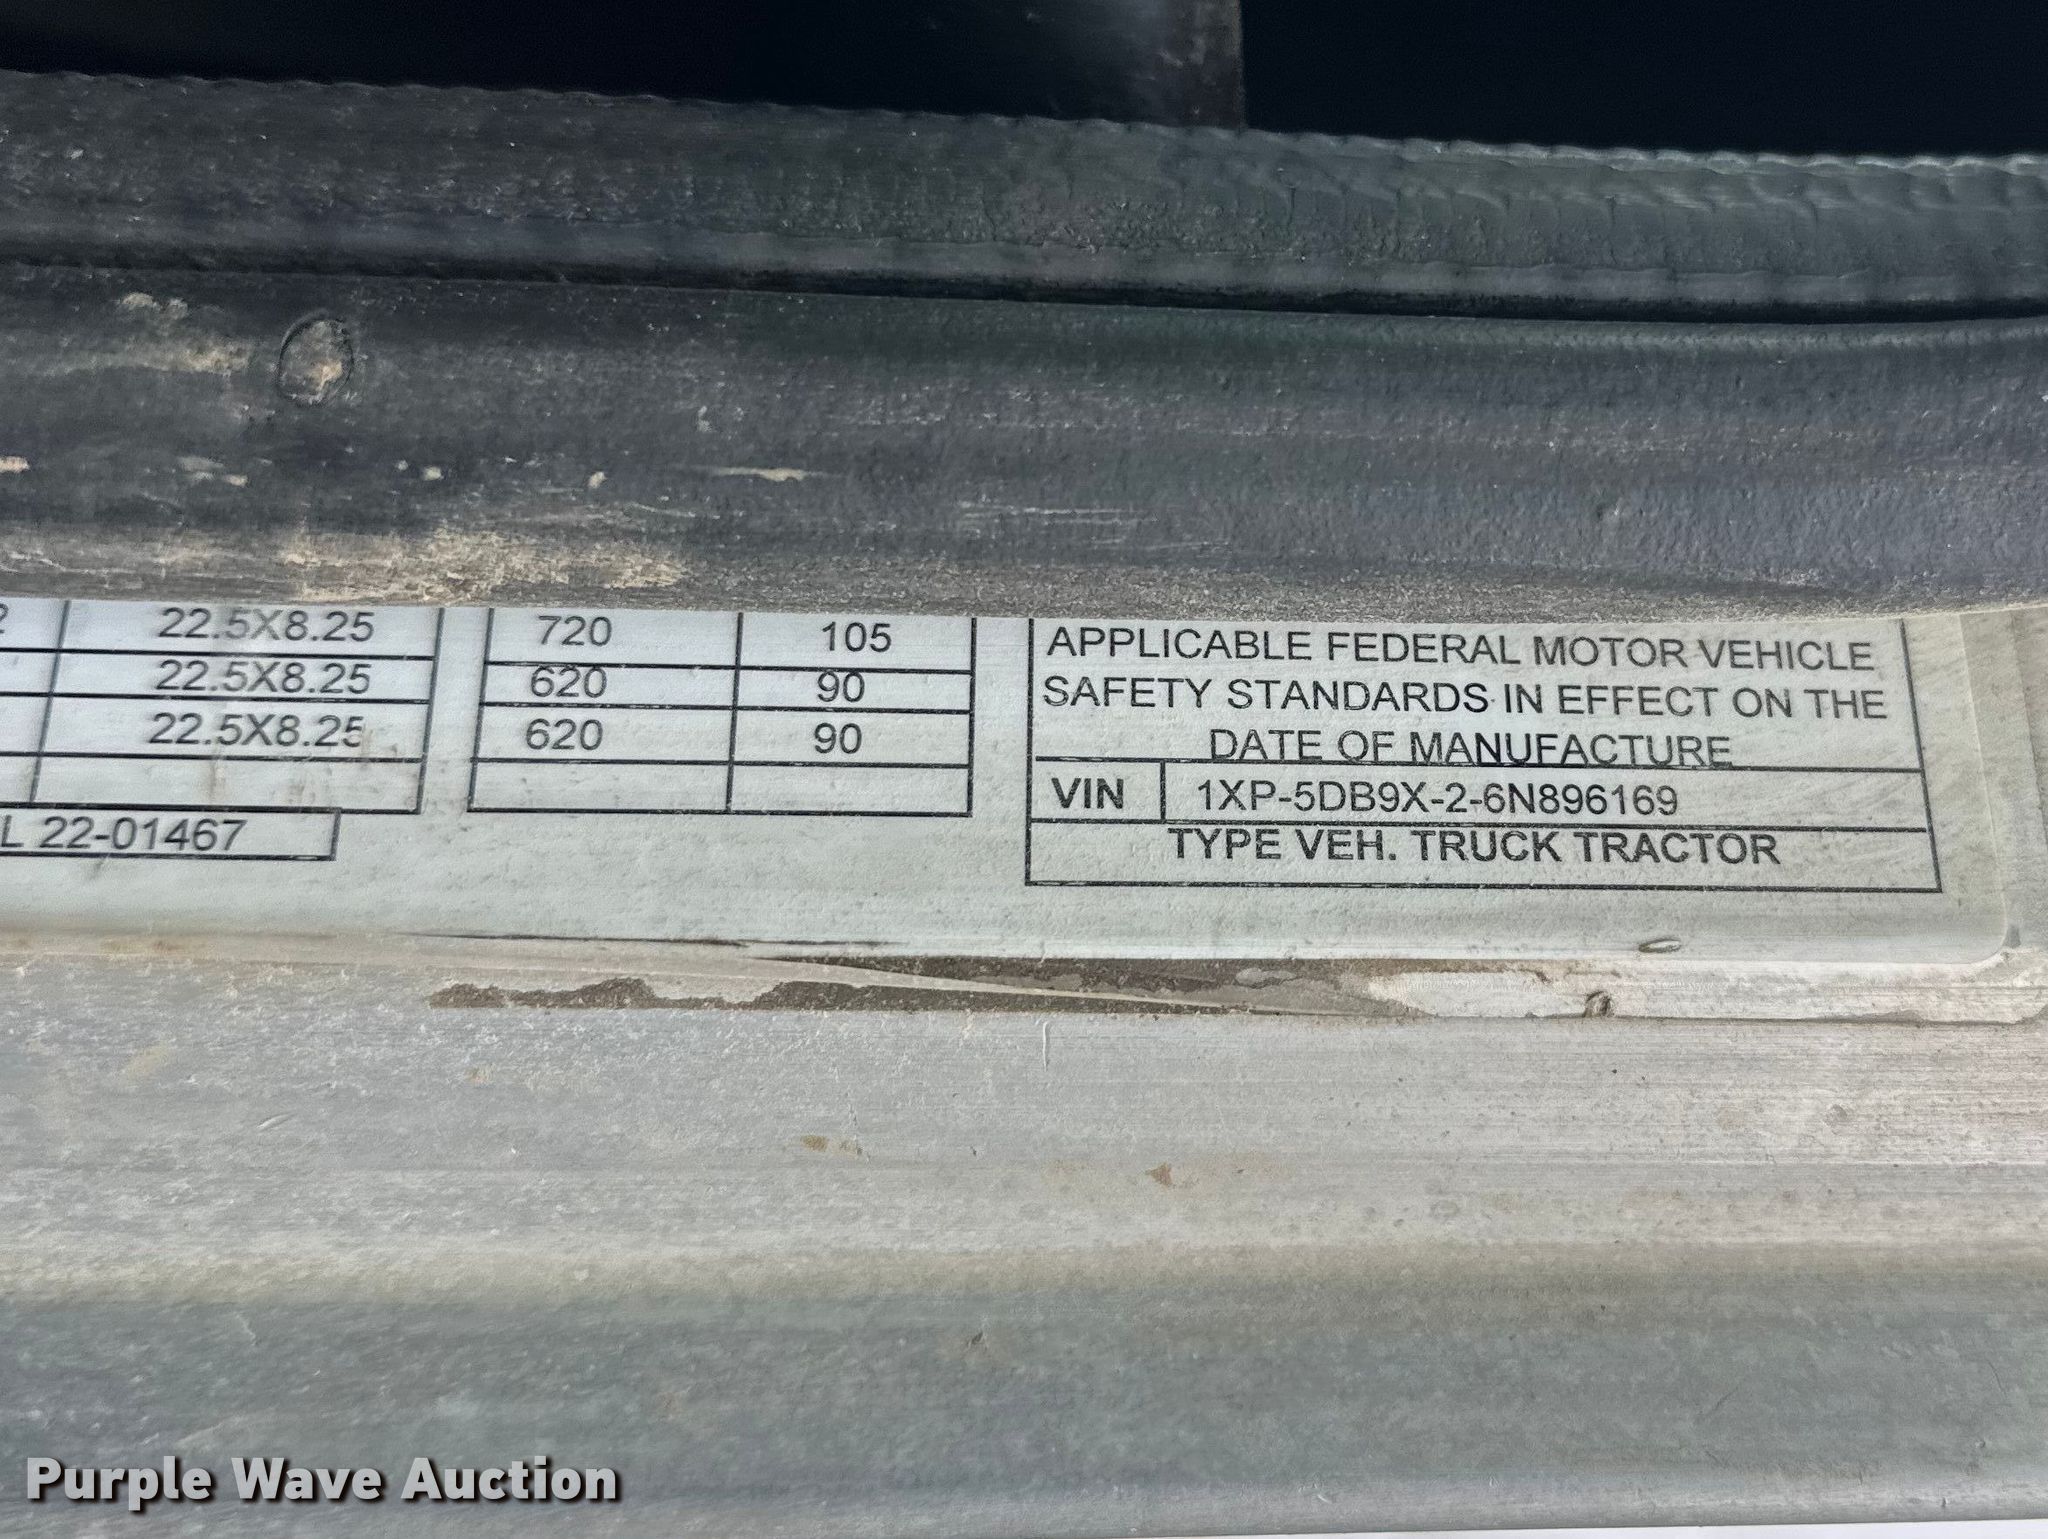 22.5X8.25 720 105
22.5X8.25 620 90
22.5X8.25 620 90
L 22-01467
APPLICABLE FEDERAL MOTOR VEHICLE
SAFETY STANDARDS IN EFFECT ON THE
DATE OF MANUFACTURE
VIN 1XP-5DB9X-2-6N896169
TYPE VEH. TRUCK TRACTOR
Purple Wave Auction